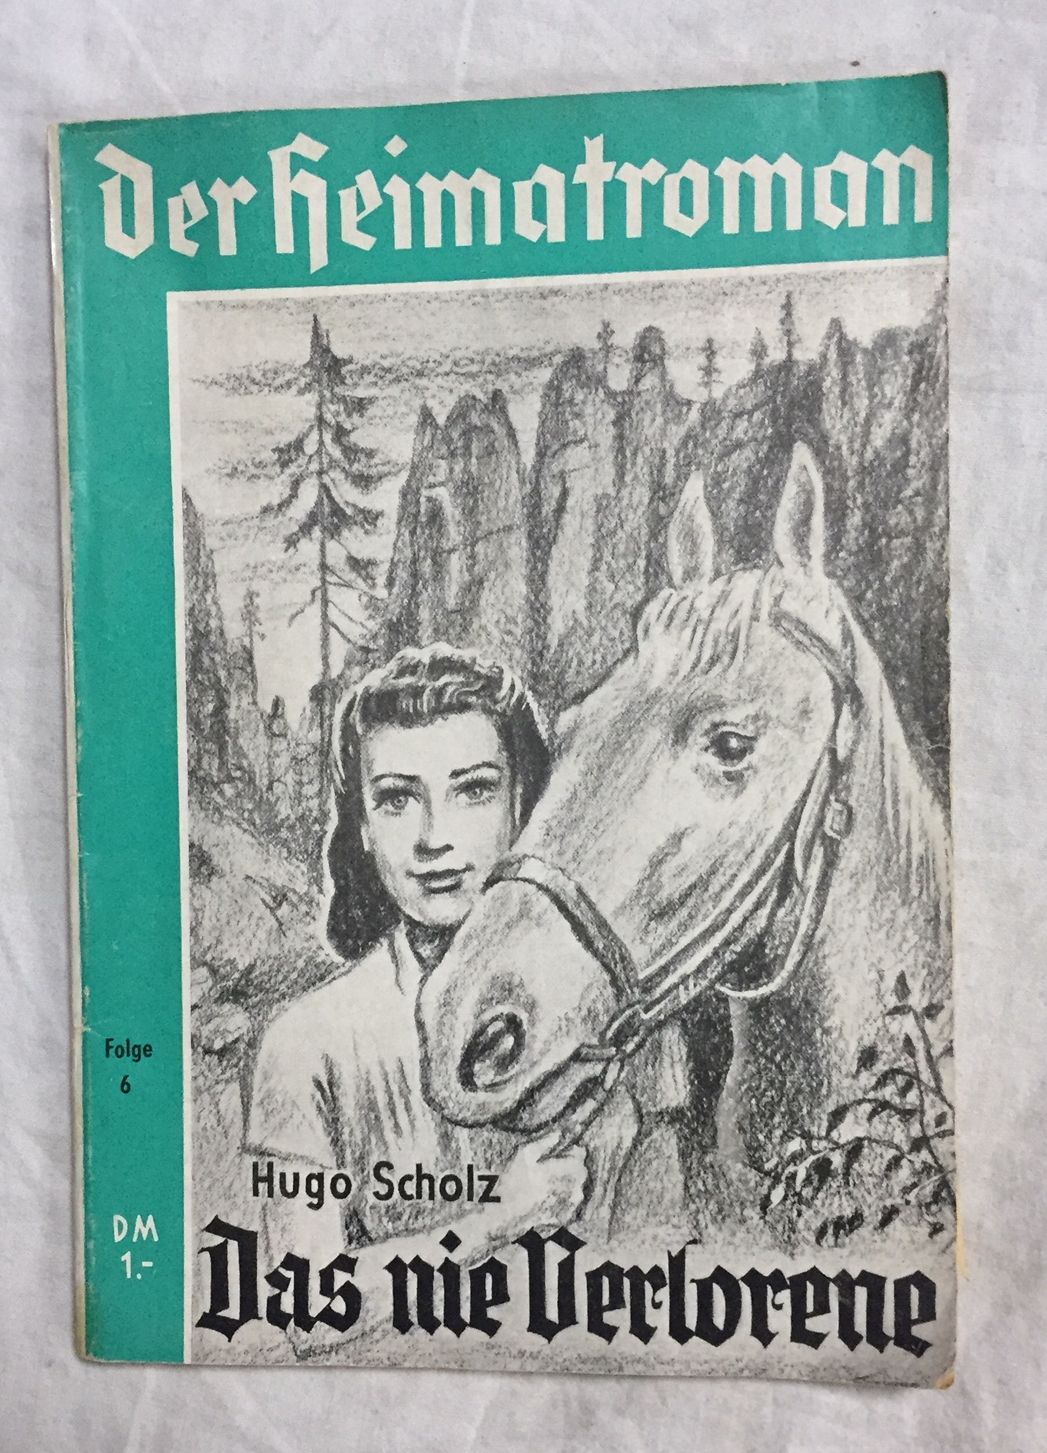 der Heimatroman
Folge
6
DM
1.-
Hugo Scholz
Das nie Verlorene